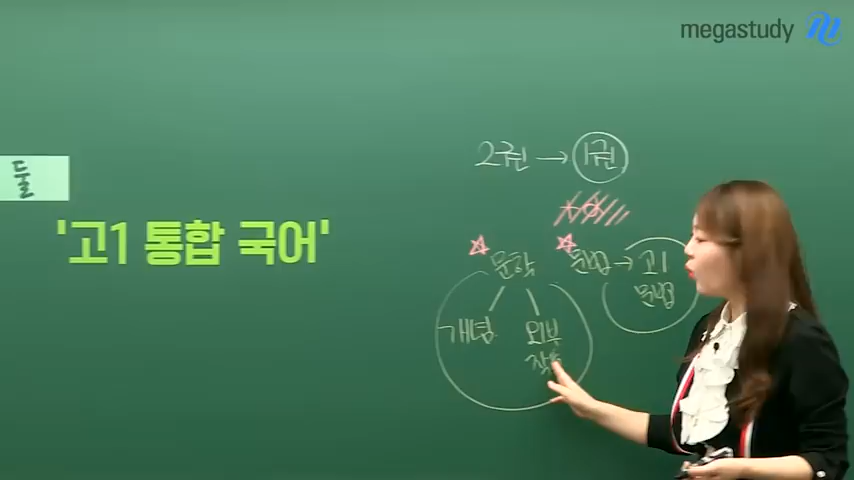 megastudy
둘
'고1 통합 국어'
2권 → 1권
문학
문법 → 고1
문법
개념
외부